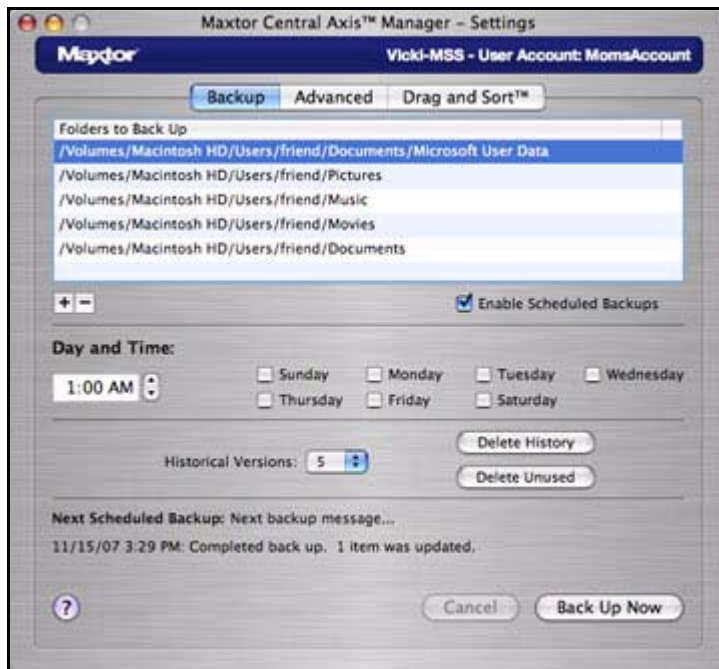 Maxtor Central Axis™ Manager – Settings
Maxtor Vicki-MSS - User Account: MomsAccount
Backup Advanced Drag and Sort™
Folders to Back Up
/Volumes/Macintosh HD/Users/friend/Documents/Microsoft User Data
/Volumes/Macintosh HD/Users/friend/Pictures
/Volumes/Macintosh HD/Users/friend/Music
/Volumes/Macintosh HD/Users/friend/Movies
/Volumes/Macintosh HD/Users/friend/Documents
+ − Enable Scheduled Backups
Day and Time:
1:00 AM Sunday Monday Tuesday Wednesday
Thursday Friday Saturday
Delete History
Historical Versions: 5
Delete Unused
Next Scheduled Backup: Next backup message...
11/15/07 3:29 PM: Completed back up. 1 item was updated.
? Cancel Back Up Now